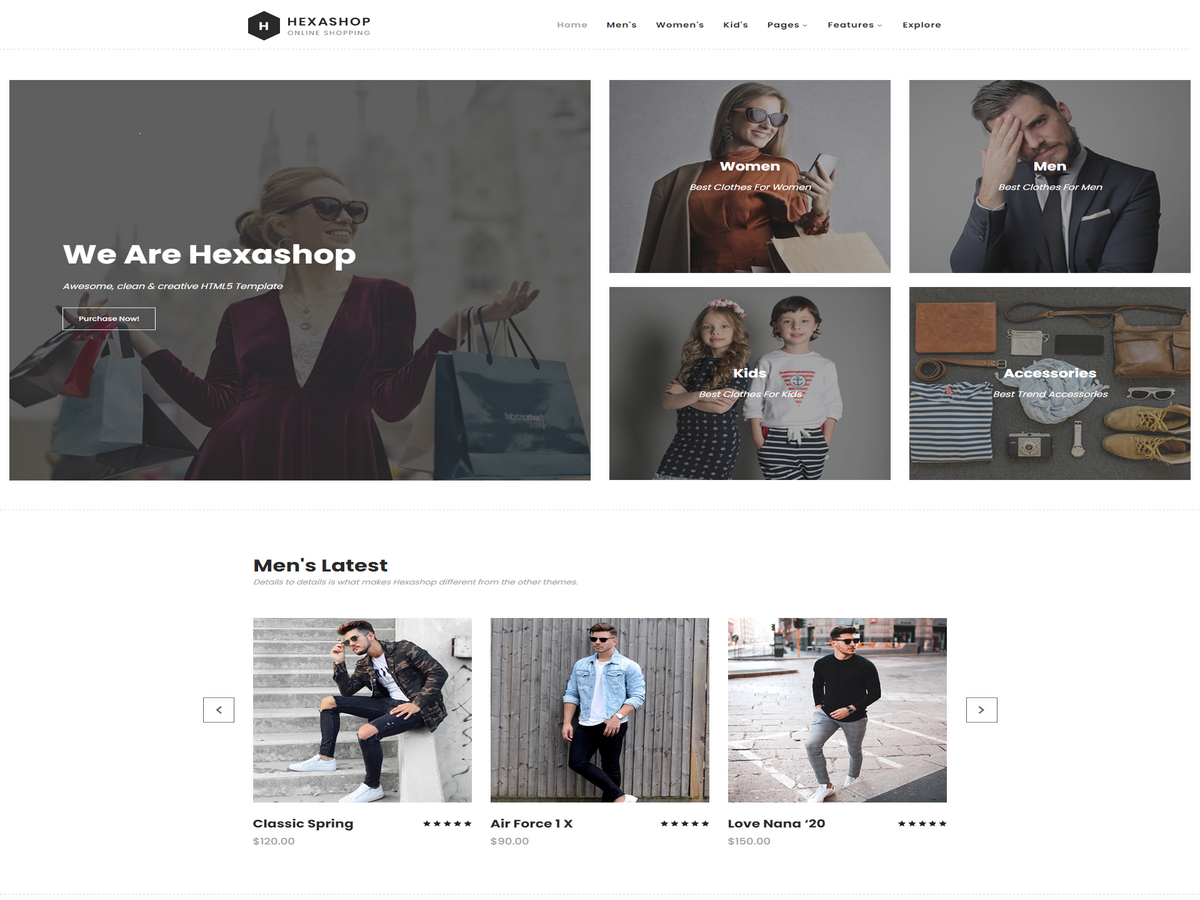 H
HEXASHOP
ONLINE SHOPPING
Home Men's Women's Kid's Pages Features Explore
We Are Hexashop
Awesome, clean & creative HTML5 Template
Purchase Now!
Women
Best Clothes For Women
Men
Best Clothes For Men
Kids
Best Clothes For Kids
Accessories
Best Trend Accessories
Men's Latest
Details to details is what makes Hexashop different from the other themes.
Classic Spring
$120.00
Air Force 1 X
$90.00
Love Nana ‘20
$150.00